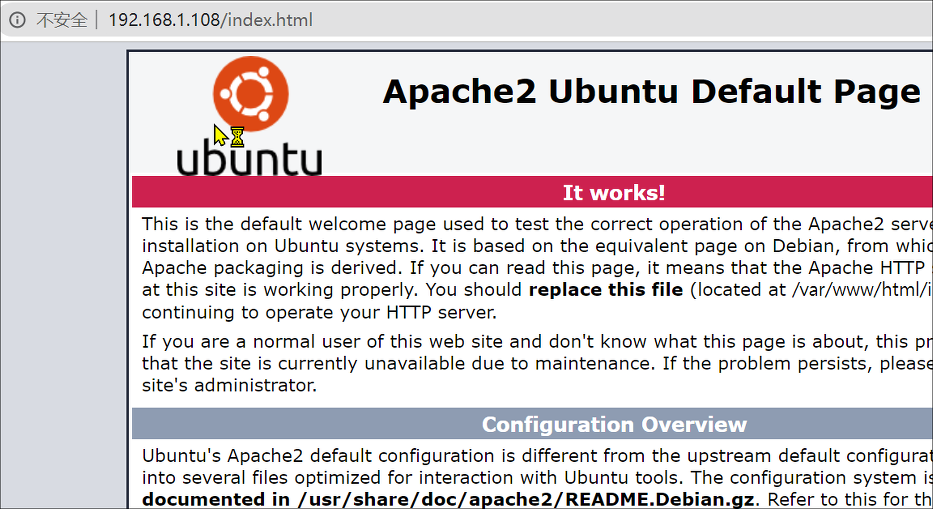 不安全 192.168.1.108/index.html
Apache2 Ubuntu Default Page
ubuntu
It works!
This is the default welcome page used to test the correct operation of the Apache2
installation on Ubuntu systems. It is based on the equivalent page on Debian, from
Apache packaging is derived. If you can read this page, it means that the Apache HTTP
at this site is working properly. You should replace this file (located at /var/www/html/
continuing to operate your HTTP server.
If you are a normal user of this web site and don't know what this page is about, this
that the site is currently unavailable due to maintenance. If the problem persists,
site's administrator.
Configuration Overview
Ubuntu's Apache2 default configuration is different from the upstream default
into several files optimized for interaction with Ubuntu tools. The configuration system is
documented in /usr/share/doc/apache2/README.Debian.gz. Refer to this for